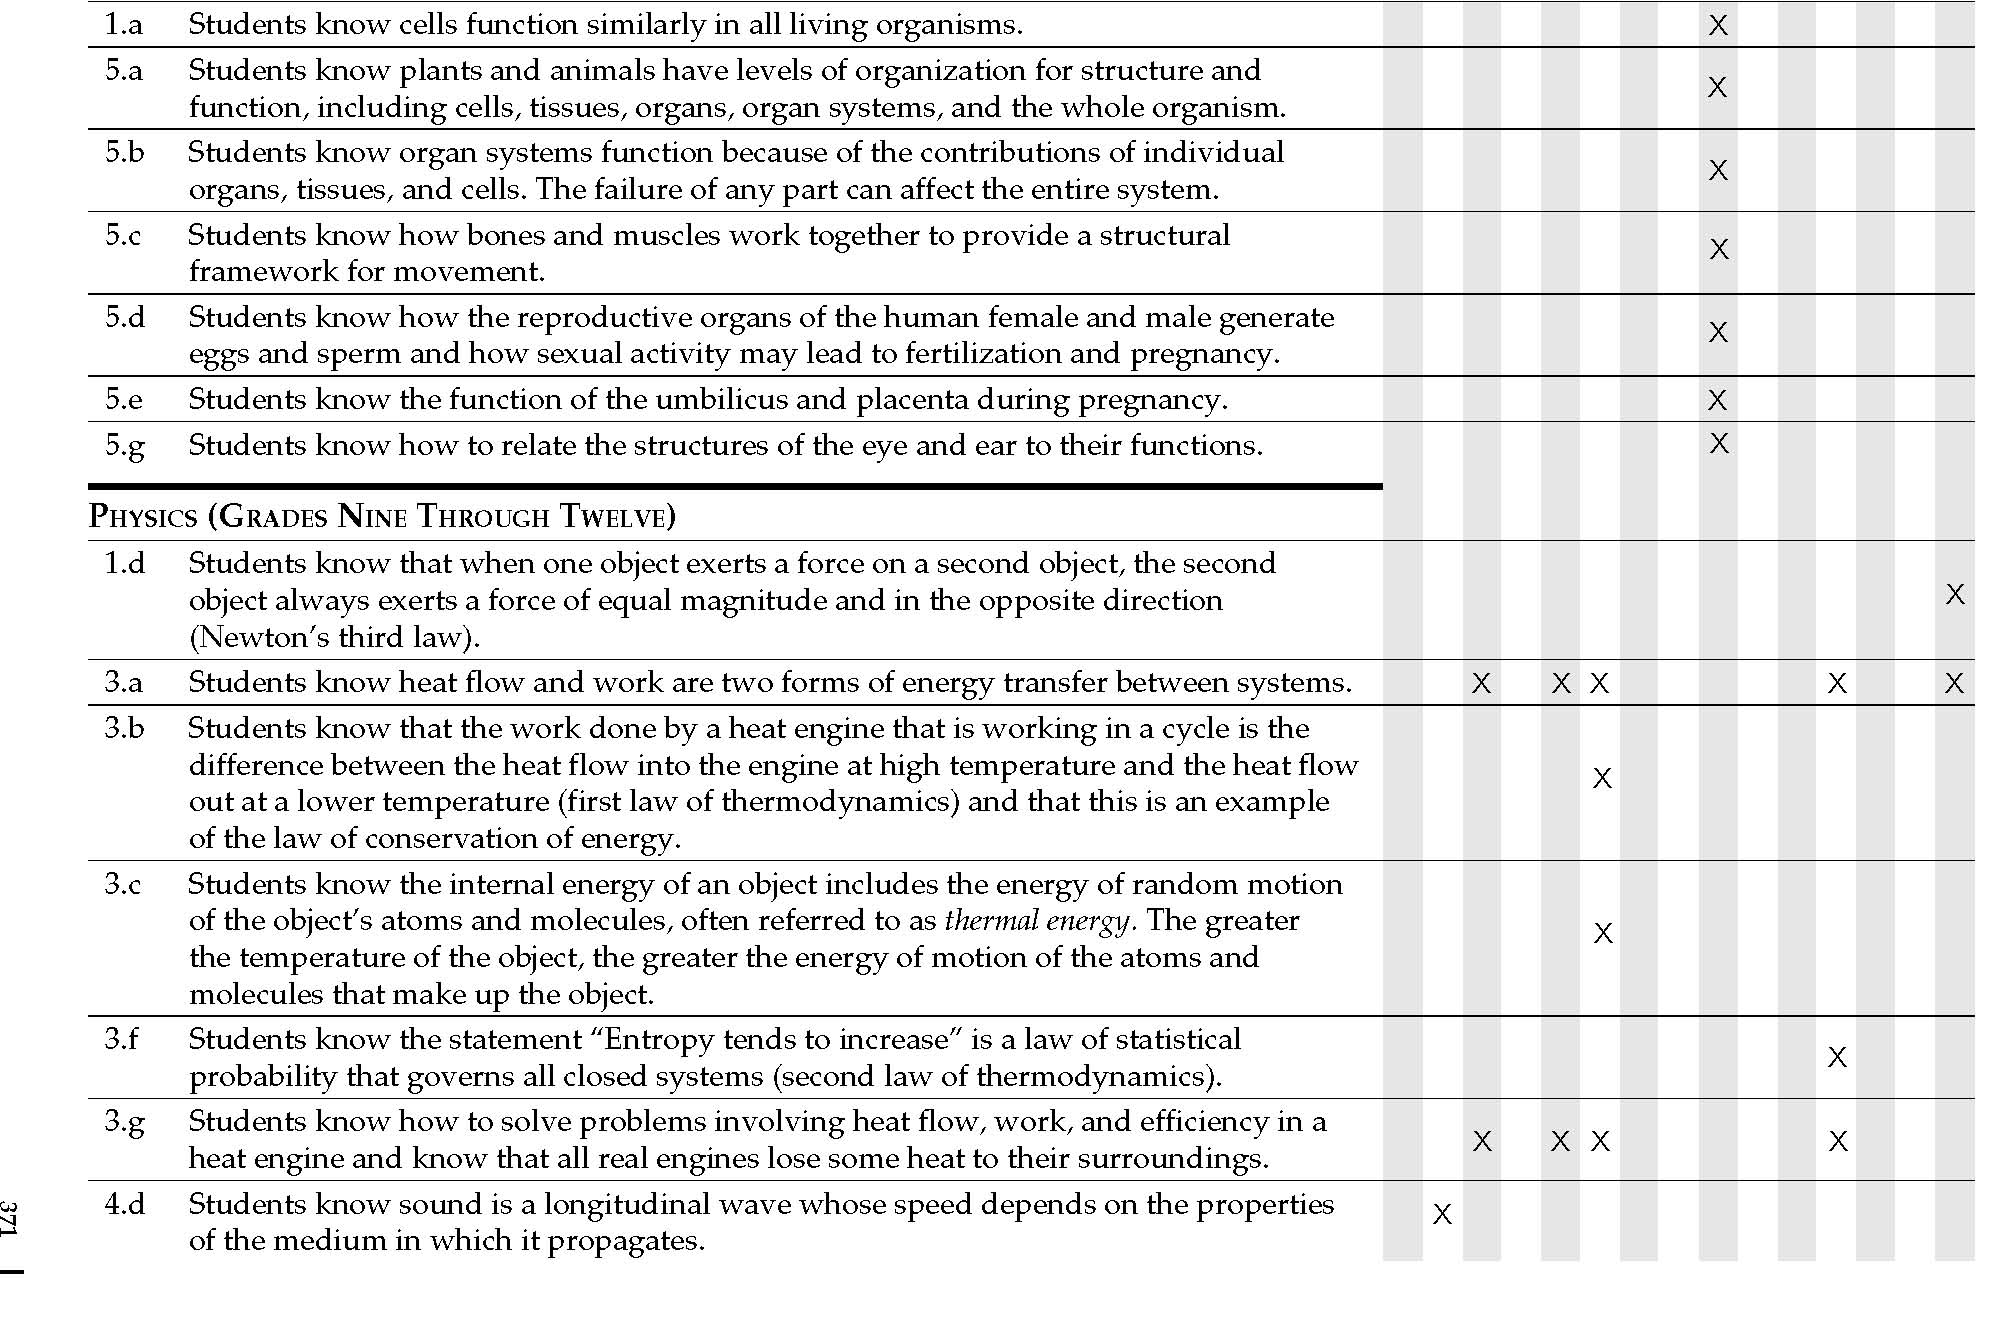 1.a Students know cells function similarly in all living organisms. X
5.a Students know plants and animals have levels of organization for structure and
function, including cells, tissues, organs, organ systems, and the whole organism. X
5.b Students know organ systems function because of the contributions of individual
organs, tissues, and cells. The failure of any part can affect the entire system. X
5.c Students know how bones and muscles work together to provide a structural
framework for movement. X
5.d Students know how the reproductive organs of the human female and male generate
eggs and sperm and how sexual activity may lead to fertilization and pregnancy. X
5.e Students know the function of the umbilicus and placenta during pregnancy. X
5.g Students know how to relate the structures of the eye and ear to their functions. X
PHYSICS (GRADES NINE THROUGH TWELVE)
1.d Students know that when one object exerts a force on a second object, the second
object always exerts a force of equal magnitude and in the opposite direction X
(Newton’s third law).
3.a Students know heat flow and work are two forms of energy transfer between systems. X X X X X
3.b Students know that the work done by a heat engine that is working in a cycle is the
difference between the heat flow into the engine at high temperature and the heat flow X
out at a lower temperature (first law of thermodynamics) and that this is an example
of the law of conservation of energy.
3.c Students know the internal energy of an object includes the energy of random motion
of the object’s atoms and molecules, often referred to as thermal energy. The greater X
the temperature of the object, the greater the energy of motion of the atoms and
molecules that make up the object.
3.f Students know the statement “Entropy tends to increase” is a law of statistical
probability that governs all closed systems (second law of thermodynamics). X
3.g Students know how to solve problems involving heat flow, work, and efficiency in a
heat engine and know that all real engines lose some heat to their surroundings. X X X X
4.d Students know sound is a longitudinal wave whose speed depends on the properties X
of the medium in which it propagates.
371